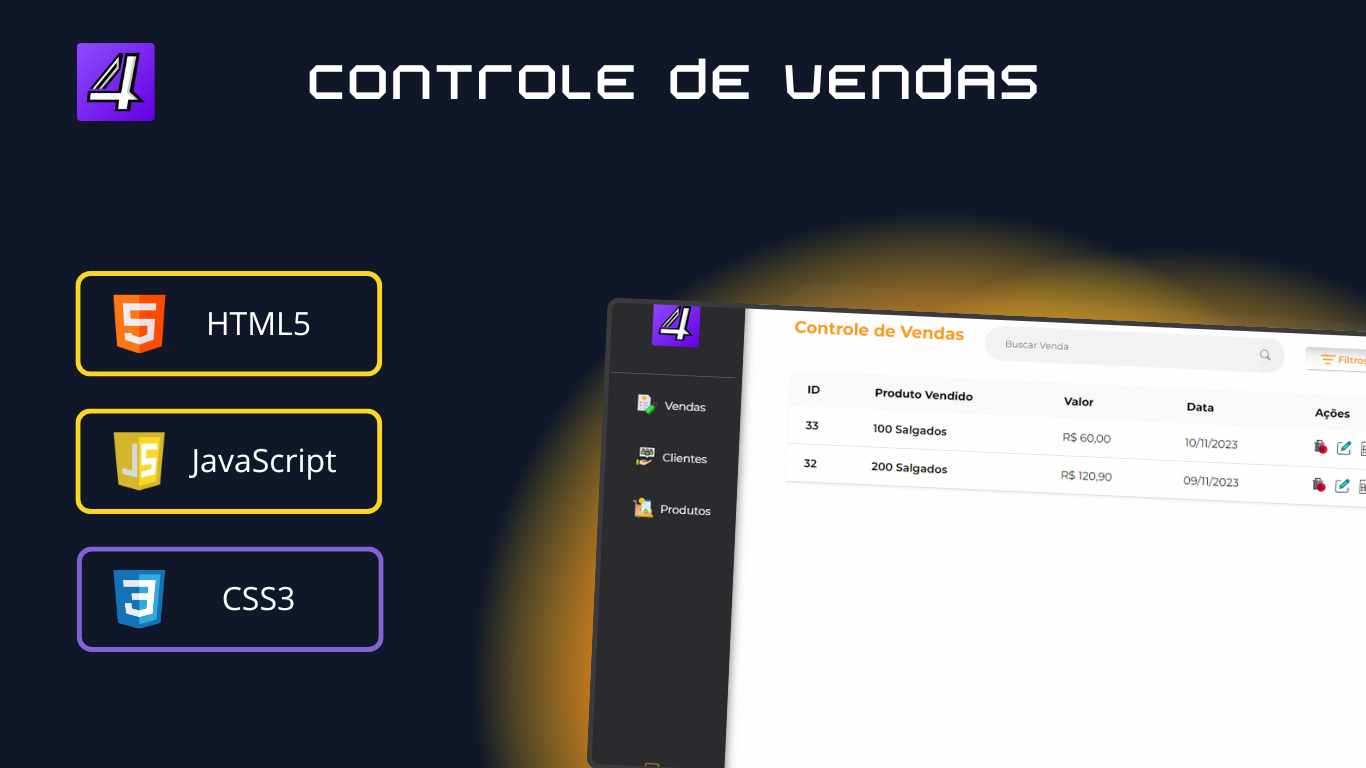 4
CONTROLE DE VENDAS
HTML5
JavaScript
CSS3
4
Vendas
Clientes
Produtos
Controle de Vendas
Buscar Venda
Filtros
ID Produto Vendido Valor Data Ações
33 100 Salgados R$ 60,00 10/11/2023
32 200 Salgados R$ 120,90 09/11/2023